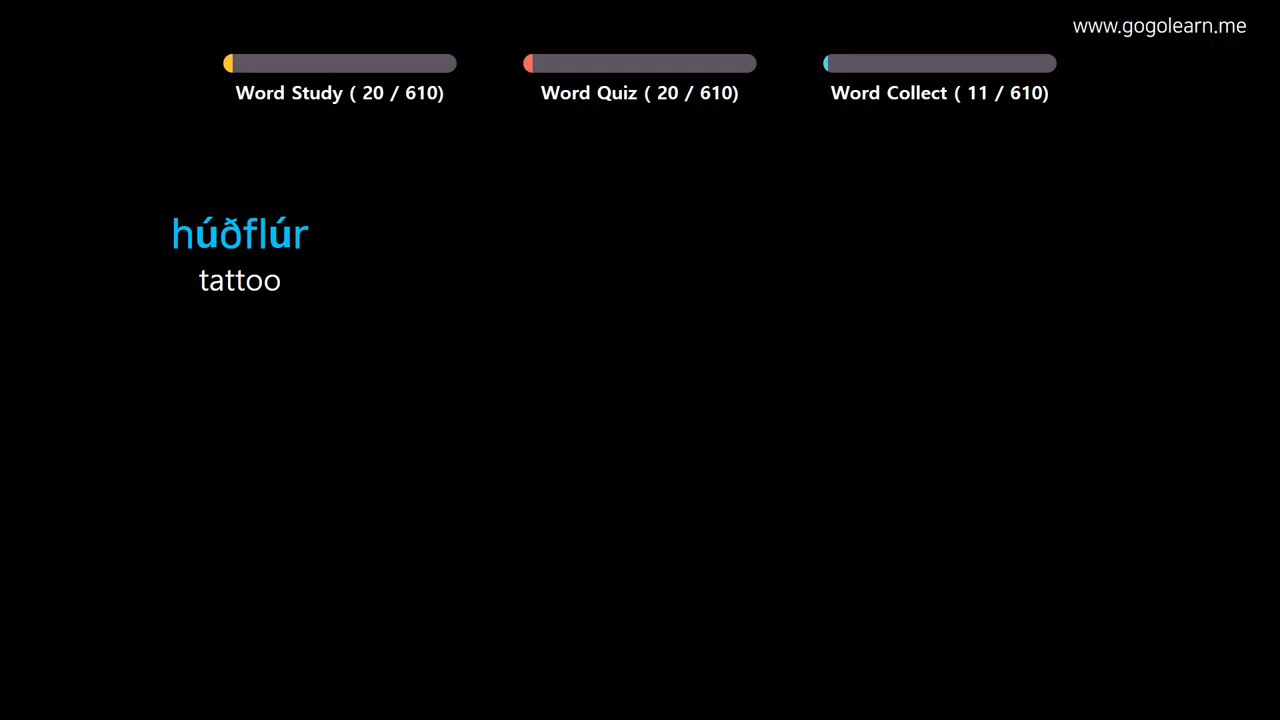 www.gogolearn.me
Word Study ( 20 / 610)
Word Quiz ( 20 / 610)
Word Collect ( 11 / 610)
húðflúr
tattoo